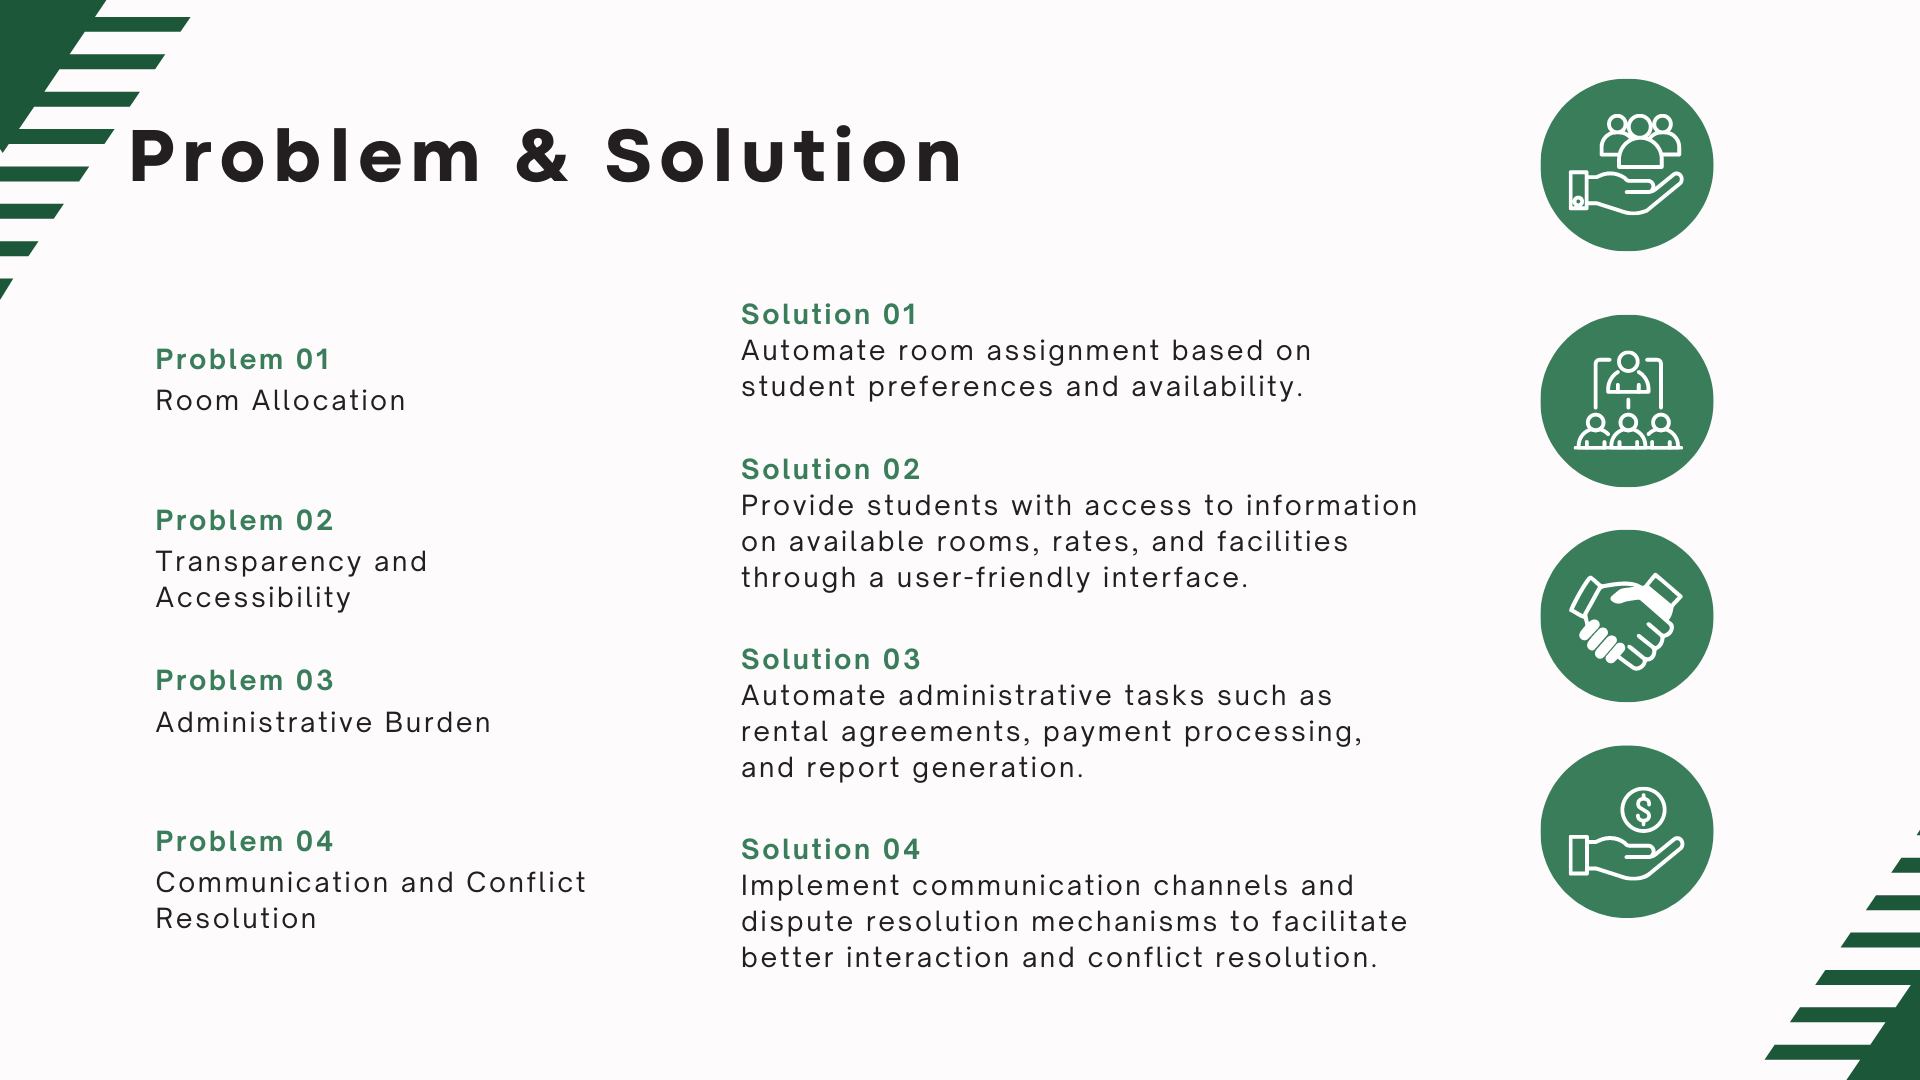 Problem & Solution
Problem 01
Room Allocation
Problem 02
Transparency and
Accessibility
Problem 03
Administrative Burden
Problem 04
Communication and Conflict
Resolution
Solution 01
Automate room assignment based on
student preferences and availability.
Solution 02
Provide students with access to information
on available rooms, rates, and facilities
through a user-friendly interface.
Solution 03
Automate administrative tasks such as
rental agreements, payment processing,
and report generation.
Solution 04
Implement communication channels and
dispute resolution mechanisms to facilitate
better interaction and conflict resolution.
$